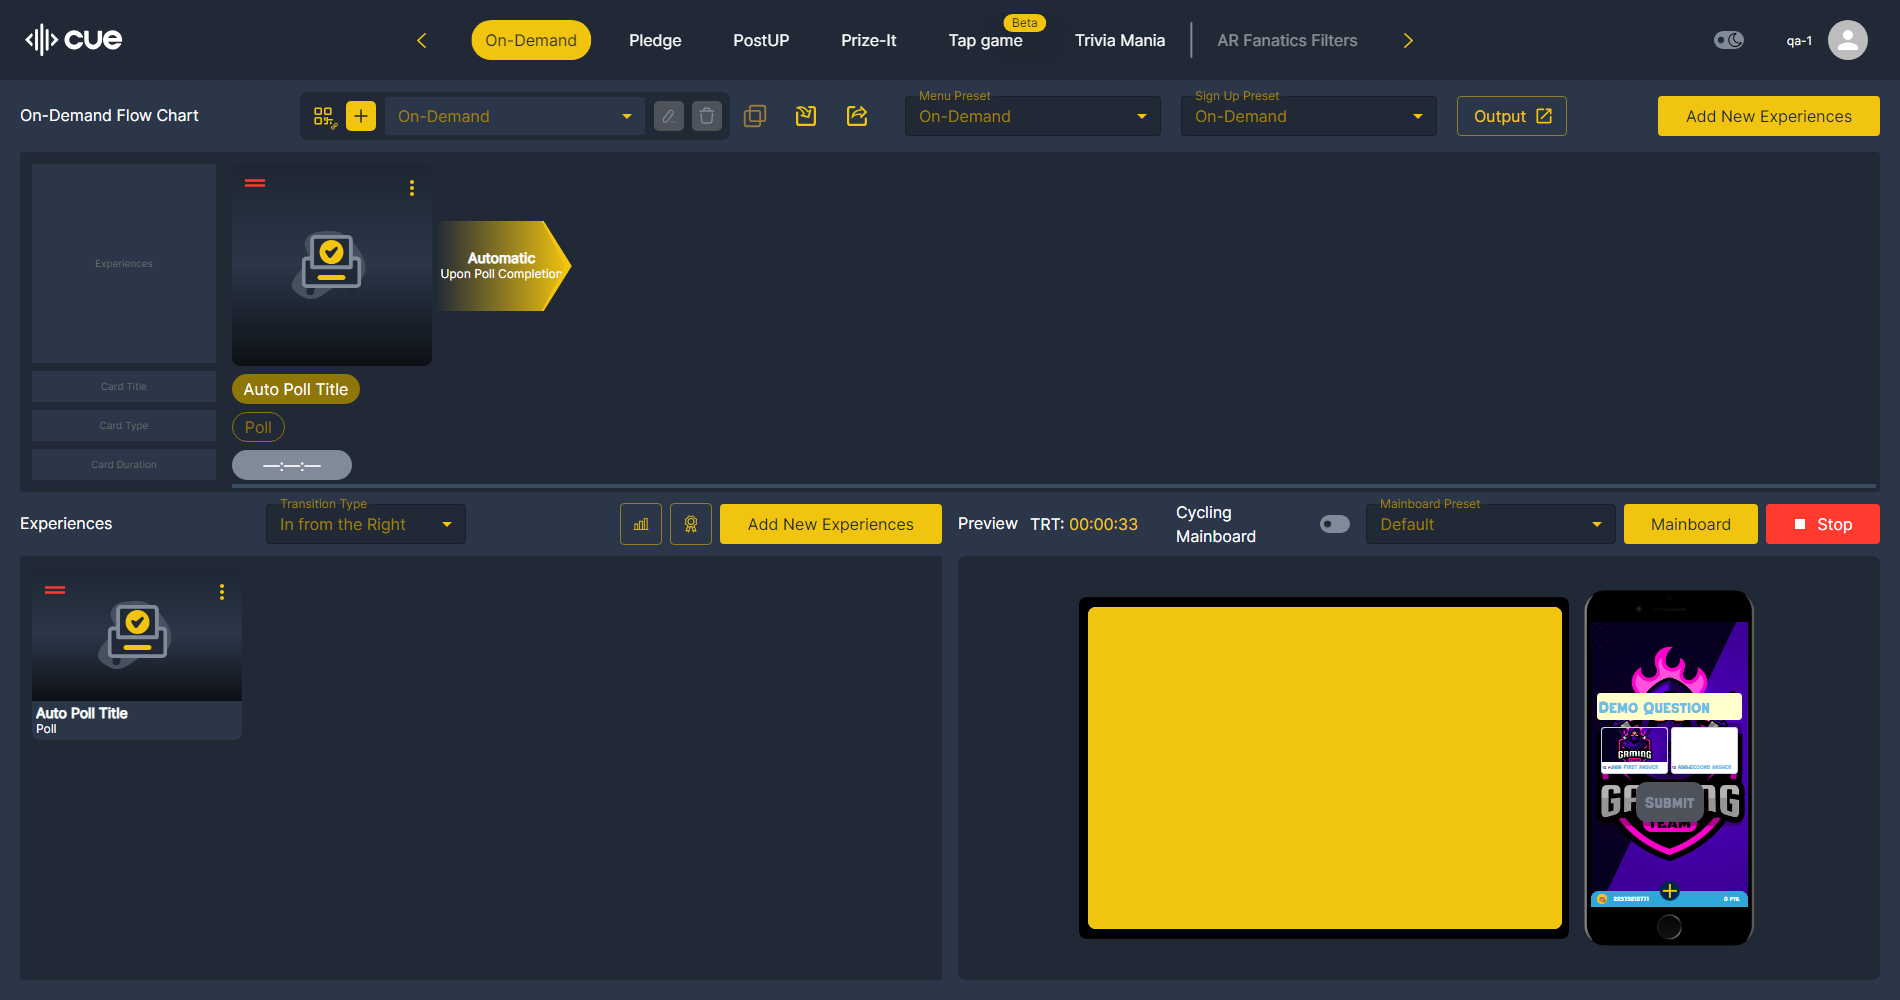 cue
On-Demand
Pledge
PostUP
Prize-It
Tap game
Beta
Trivia Mania
AR Fanatics Filters
qa-1
On-Demand Flow Chart
On-Demand
Menu Preset
On-Demand
Sign Up Preset
On-Demand
Output
Add New Experiences
Experiences
Automatic
Upon Poll Completion
Card Title
Auto Poll Title
Card Type
Poll
Card Duration
—:—:—
Experiences
Transition Type
In from the Right
Add New Experiences
Preview
TRT: 00:00:33
Cycling
Mainboard
Mainboard Preset
Default
Mainboard
Stop
Auto Poll Title
Poll
Demo Question
GAMING
Submit
TEAM
0 PTS.